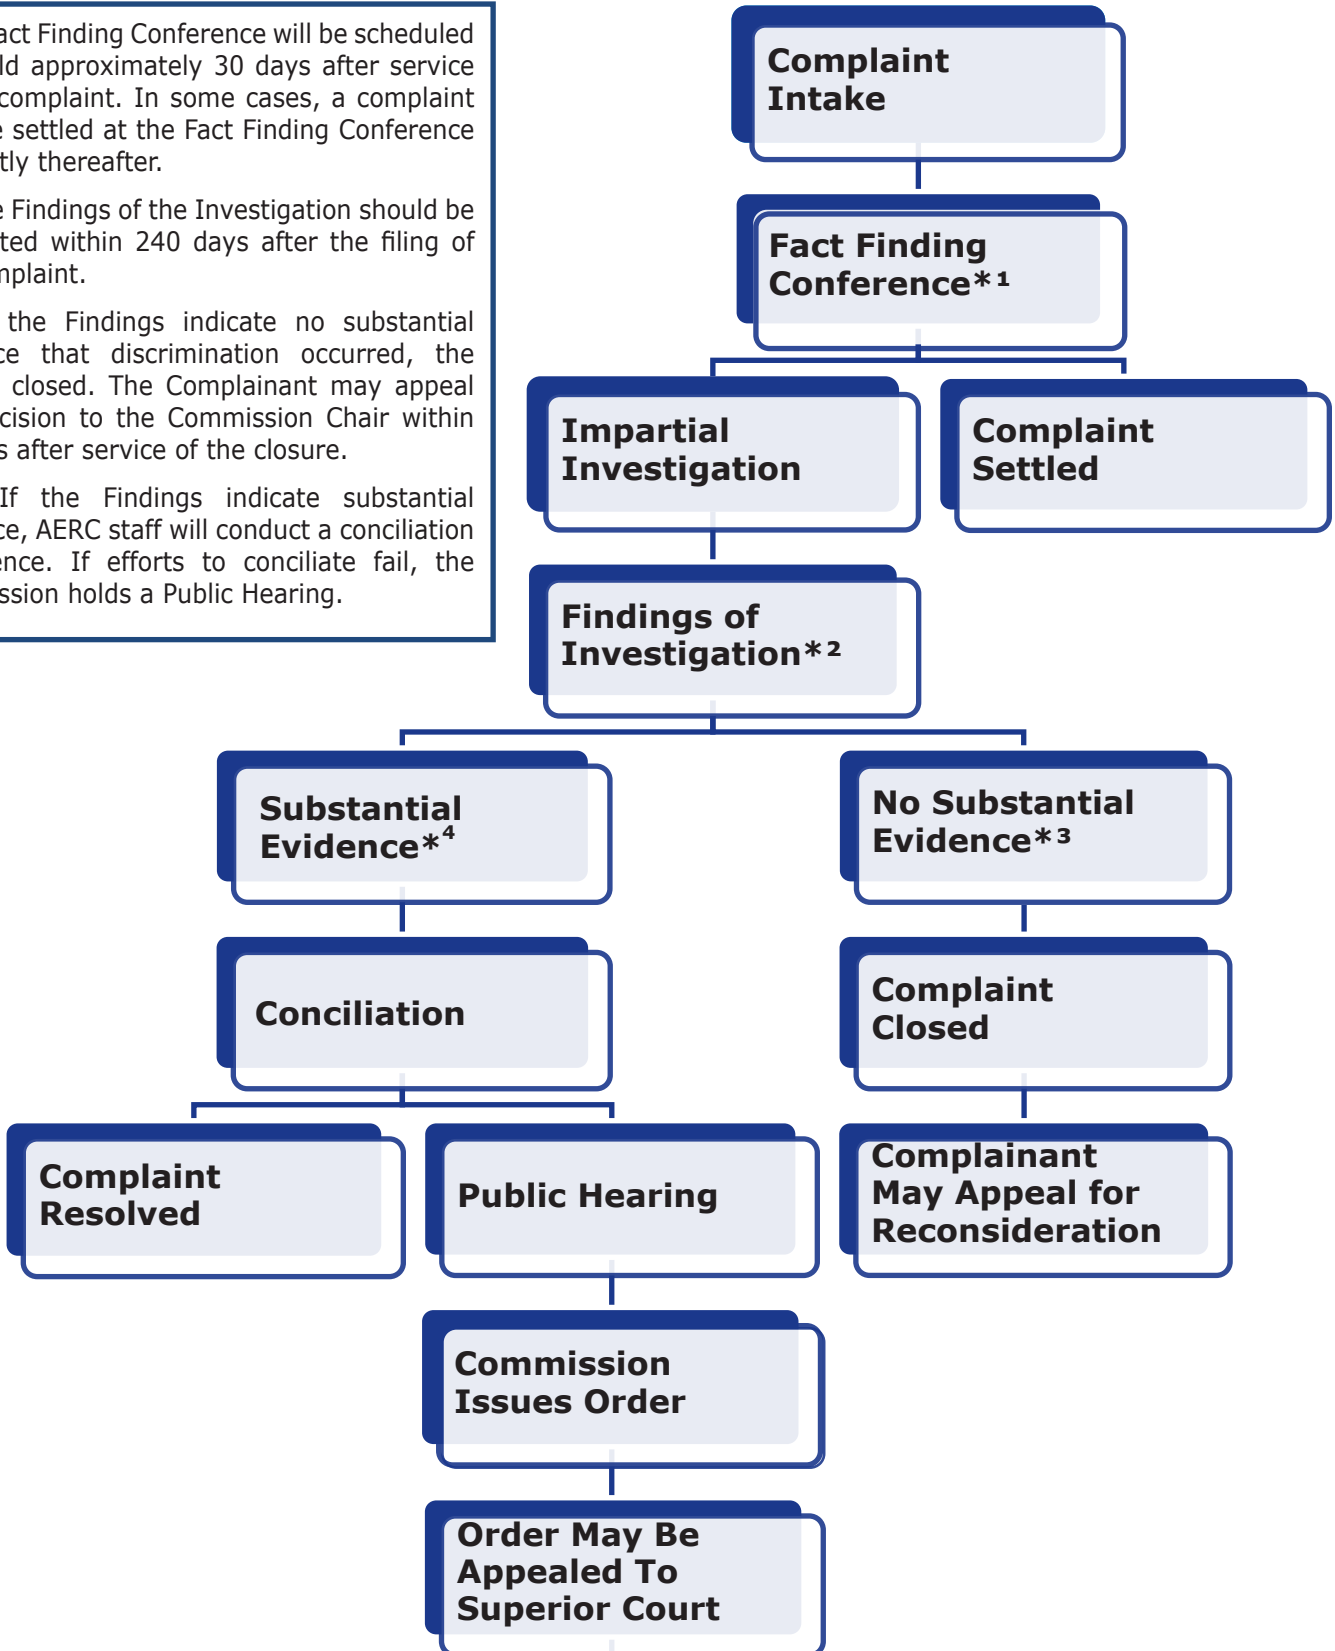 act Finding Conference will be scheduled
ld approximately 30 days after service
complaint. In some cases, a complaint
e settled at the Fact Finding Conference
tly thereafter.
e Findings of the Investigation should be
ted within 240 days after the filing of
mplaint.
the Findings indicate no substantial
ce that discrimination occurred, the
closed. The Complainant may appeal
cision to the Commission Chair within
s after service of the closure.
If the Findings indicate substantial
ce, AERC staff will conduct a conciliation
ence. If efforts to conciliate fail, the
ssion holds a Public Hearing.
Complaint
Intake
Fact Finding
Conference*¹
Impartial
Investigation
Complaint
Settled
Findings of
Investigation*²
Substantial
Evidence*⁴
No Substantial
Evidence*³
Conciliation
Complaint
Closed
Complaint
Resolved
Public Hearing
Complainant
May Appeal for
Reconsideration
Commission
Issues Order
Order May Be
Appealed To
Superior Court